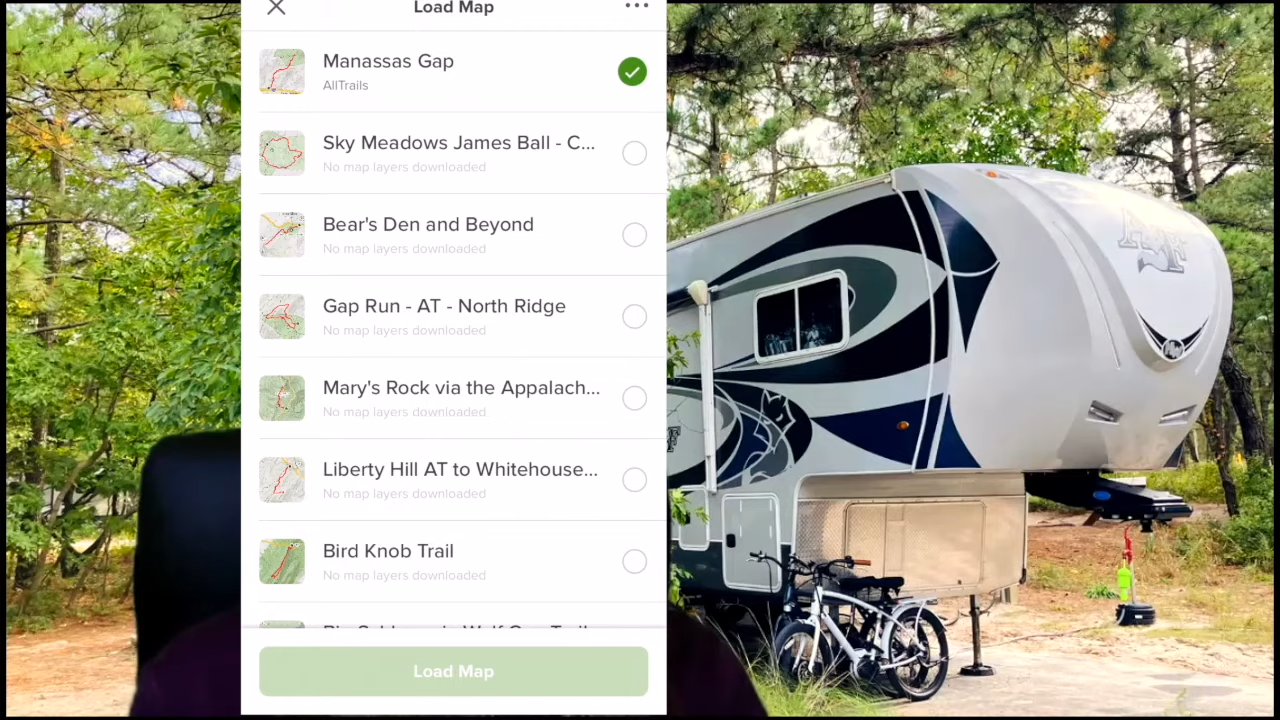 Load Map
Manassas Gap
AllTrails
Sky Meadows James Ball - C...
No map layers downloaded
Bear's Den and Beyond
No map layers downloaded
Gap Run - AT - North Ridge
No map layers downloaded
Mary's Rock via the Appalach...
No map layers downloaded
Liberty Hill AT to Whitehouse...
No map layers downloaded
Bird Knob Trail
No map layers downloaded
Load Map